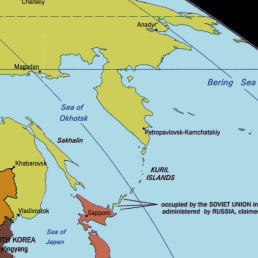 Cherskiy
Anadyr'
Magadan
Bering Sea
Sea of
Okhotsk
Petropavlovsk-Kamchatskiy
Sakhalin
Khabarovsk
KURIL
ISLANDS
occupied by the SOVIET UNION in
administered by RUSSIA, claime
Vladivostok
Sapporo
TH KOREA
Sea of
Japan
yŏngyang